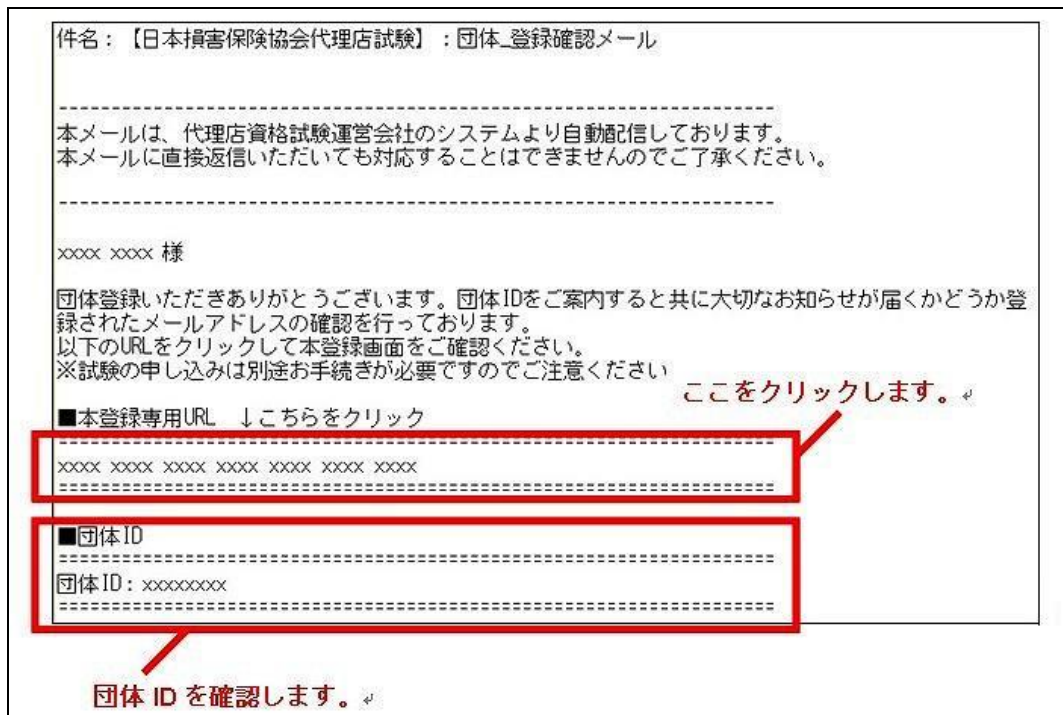 件名：【日本損害保険協会代理店試験】：団体_登録確認メール
--------------------------------------------------------------------
本メールは、代理店資格試験運営会社のシステムより自動配信しております。
本メールに直接返信いただいても対応することはできませんのでご了承ください。
--------------------------------------------------------------------
xxxx xxxx 様
団体登録いただきありがとうございます。団体IDをご案内すると共に大切なお知らせが届くかどうか登
録されたメールアドレスの確認を行っております。
以下のURLをクリックして本登録画面をご確認ください。
※試験の申し込みは別途お手続きが必要ですのでご注意ください
ここをクリックします。
■本登録専用URL ↓こちらをクリック
====================================================================
xxxx xxxx xxxx xxxx xxxx xxxx xxxx
====================================================================
■団体ID
====================================================================
団体ID：xxxxxxxx
====================================================================
団体 ID を確認します。